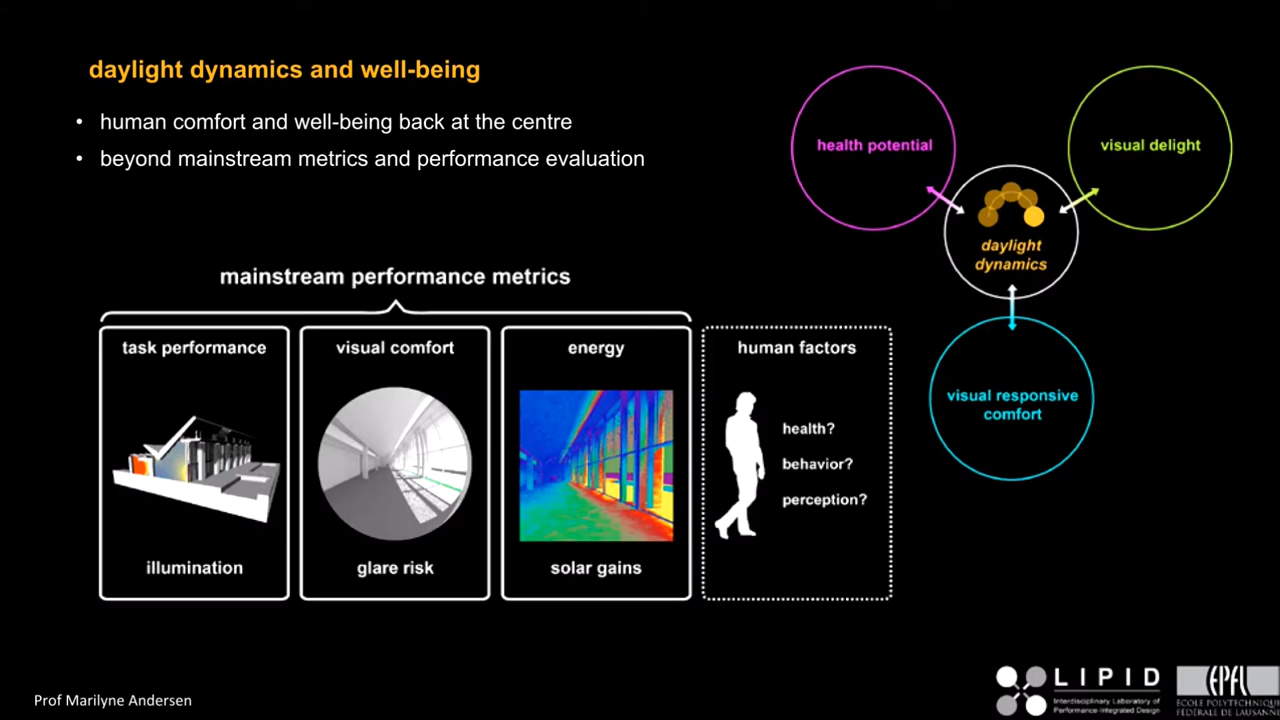 daylight dynamics and well-being
• human comfort and well-being back at the centre
• beyond mainstream metrics and performance evaluation
health potential
visual delight
daylight
dynamics
visual responsive
comfort
mainstream performance metrics
task performance
illumination
visual comfort
glare risk
energy
solar gains
human factors
health?
behavior?
perception?
Prof Marilyne Andersen
LIPID
Interdisciplinary Laboratory of
Performance-Integrated Design
EPFL
ECOLE POLYTECHNIQUE
FÉDÉRALE DE LAUSANNE